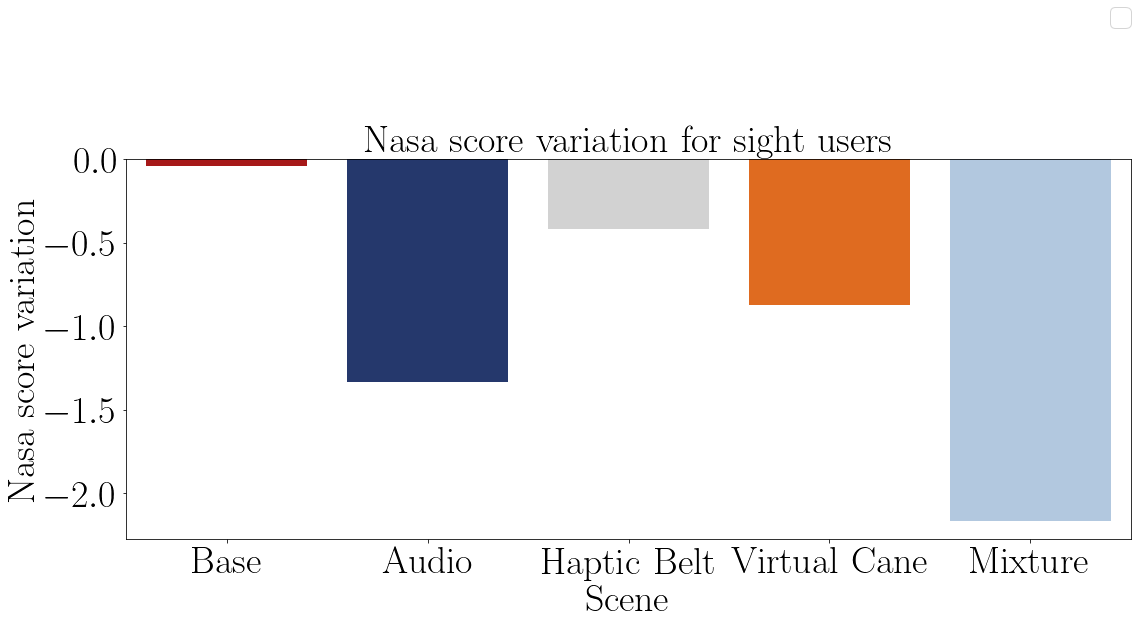 Nasa score variation for sight users
Nasa score variation
0.0
−0.5
−1.0
−1.5
−2.0
Base
Audio
Haptic Belt
Virtual Cane
Mixture
Scene